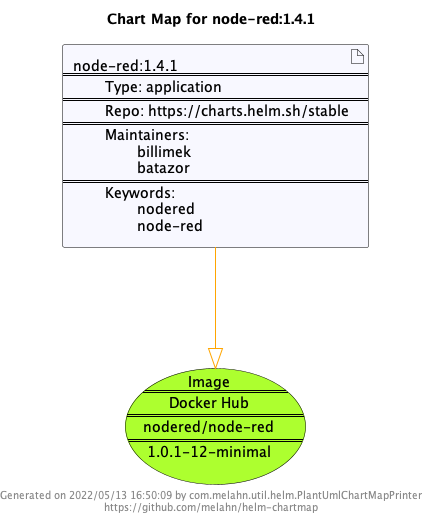 Chart Map for node-red:1.4.1
node-red:1.4.1
Type: application
Repo: https://charts.helm.sh/stable
Maintainers:
billimek
batazor
Keywords:
nodered
node-red
Image
Docker Hub
nodered/node-red
1.0.1-12-minimal
Generated on 2022/05/13 16:50:09 by com.melahn.util.helm.PlantUmlChartMapPrinter
https://github.com/melahn/helm-chartmap